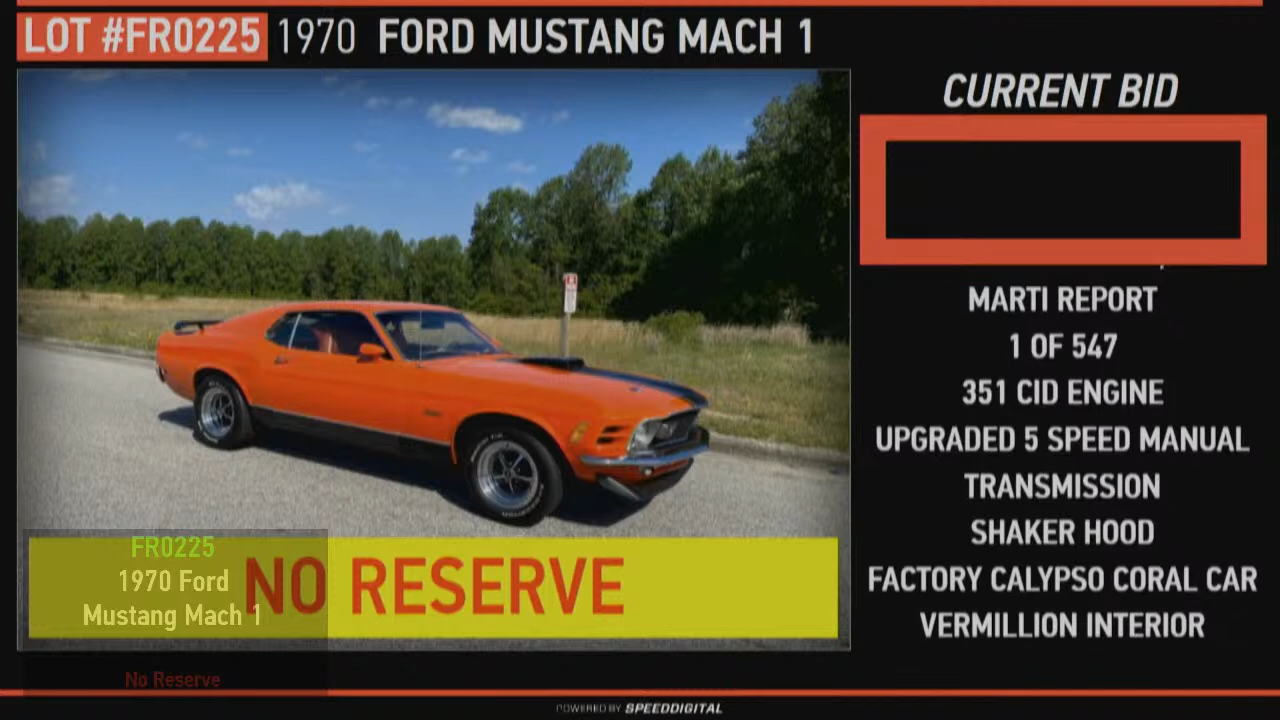 LOT #FR0225 1970 FORD MUSTANG MACH 1
CURRENT BID
MARTI REPORT
1 OF 547
351 CID ENGINE
UPGRADED 5 SPEED MANUAL
TRANSMISSION
SHAKER HOOD
FACTORY CALYPSO CORAL CAR
VERMILLION INTERIOR
NO RESERVE
FR0225
1970 Ford
Mustang Mach 1
No Reserve
POWERED BY SPEEDDIGITAL